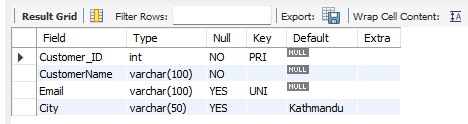 Result Grid Filter Rows: Export: Wrap Cell Content: IA
Field Type Null Key Default Extra
Customer_ID int NO PRI NULL
CustomerName varchar(100) NO NULL
Email varchar(100) YES UNI NULL
City varchar(50) YES Kathmandu